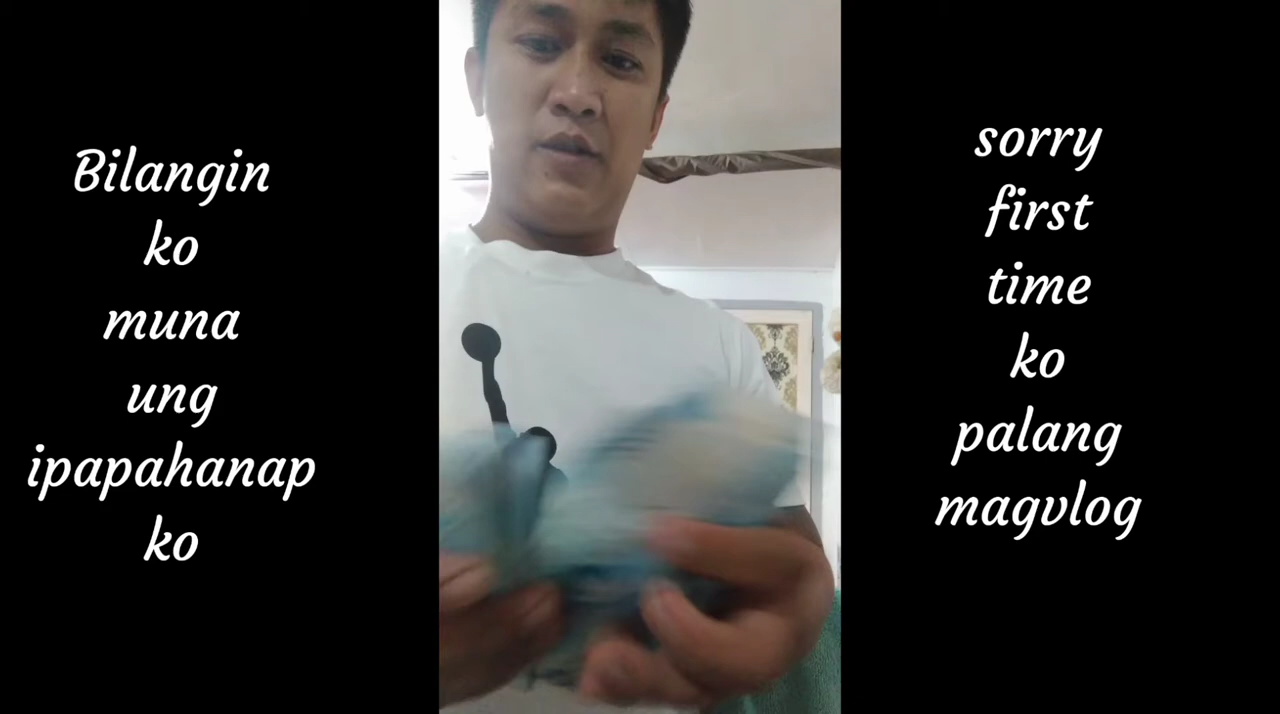 Bilangin
ko
muna
ung
ipapahanap
ko
sorry
first
time
ko
palang
magvlog